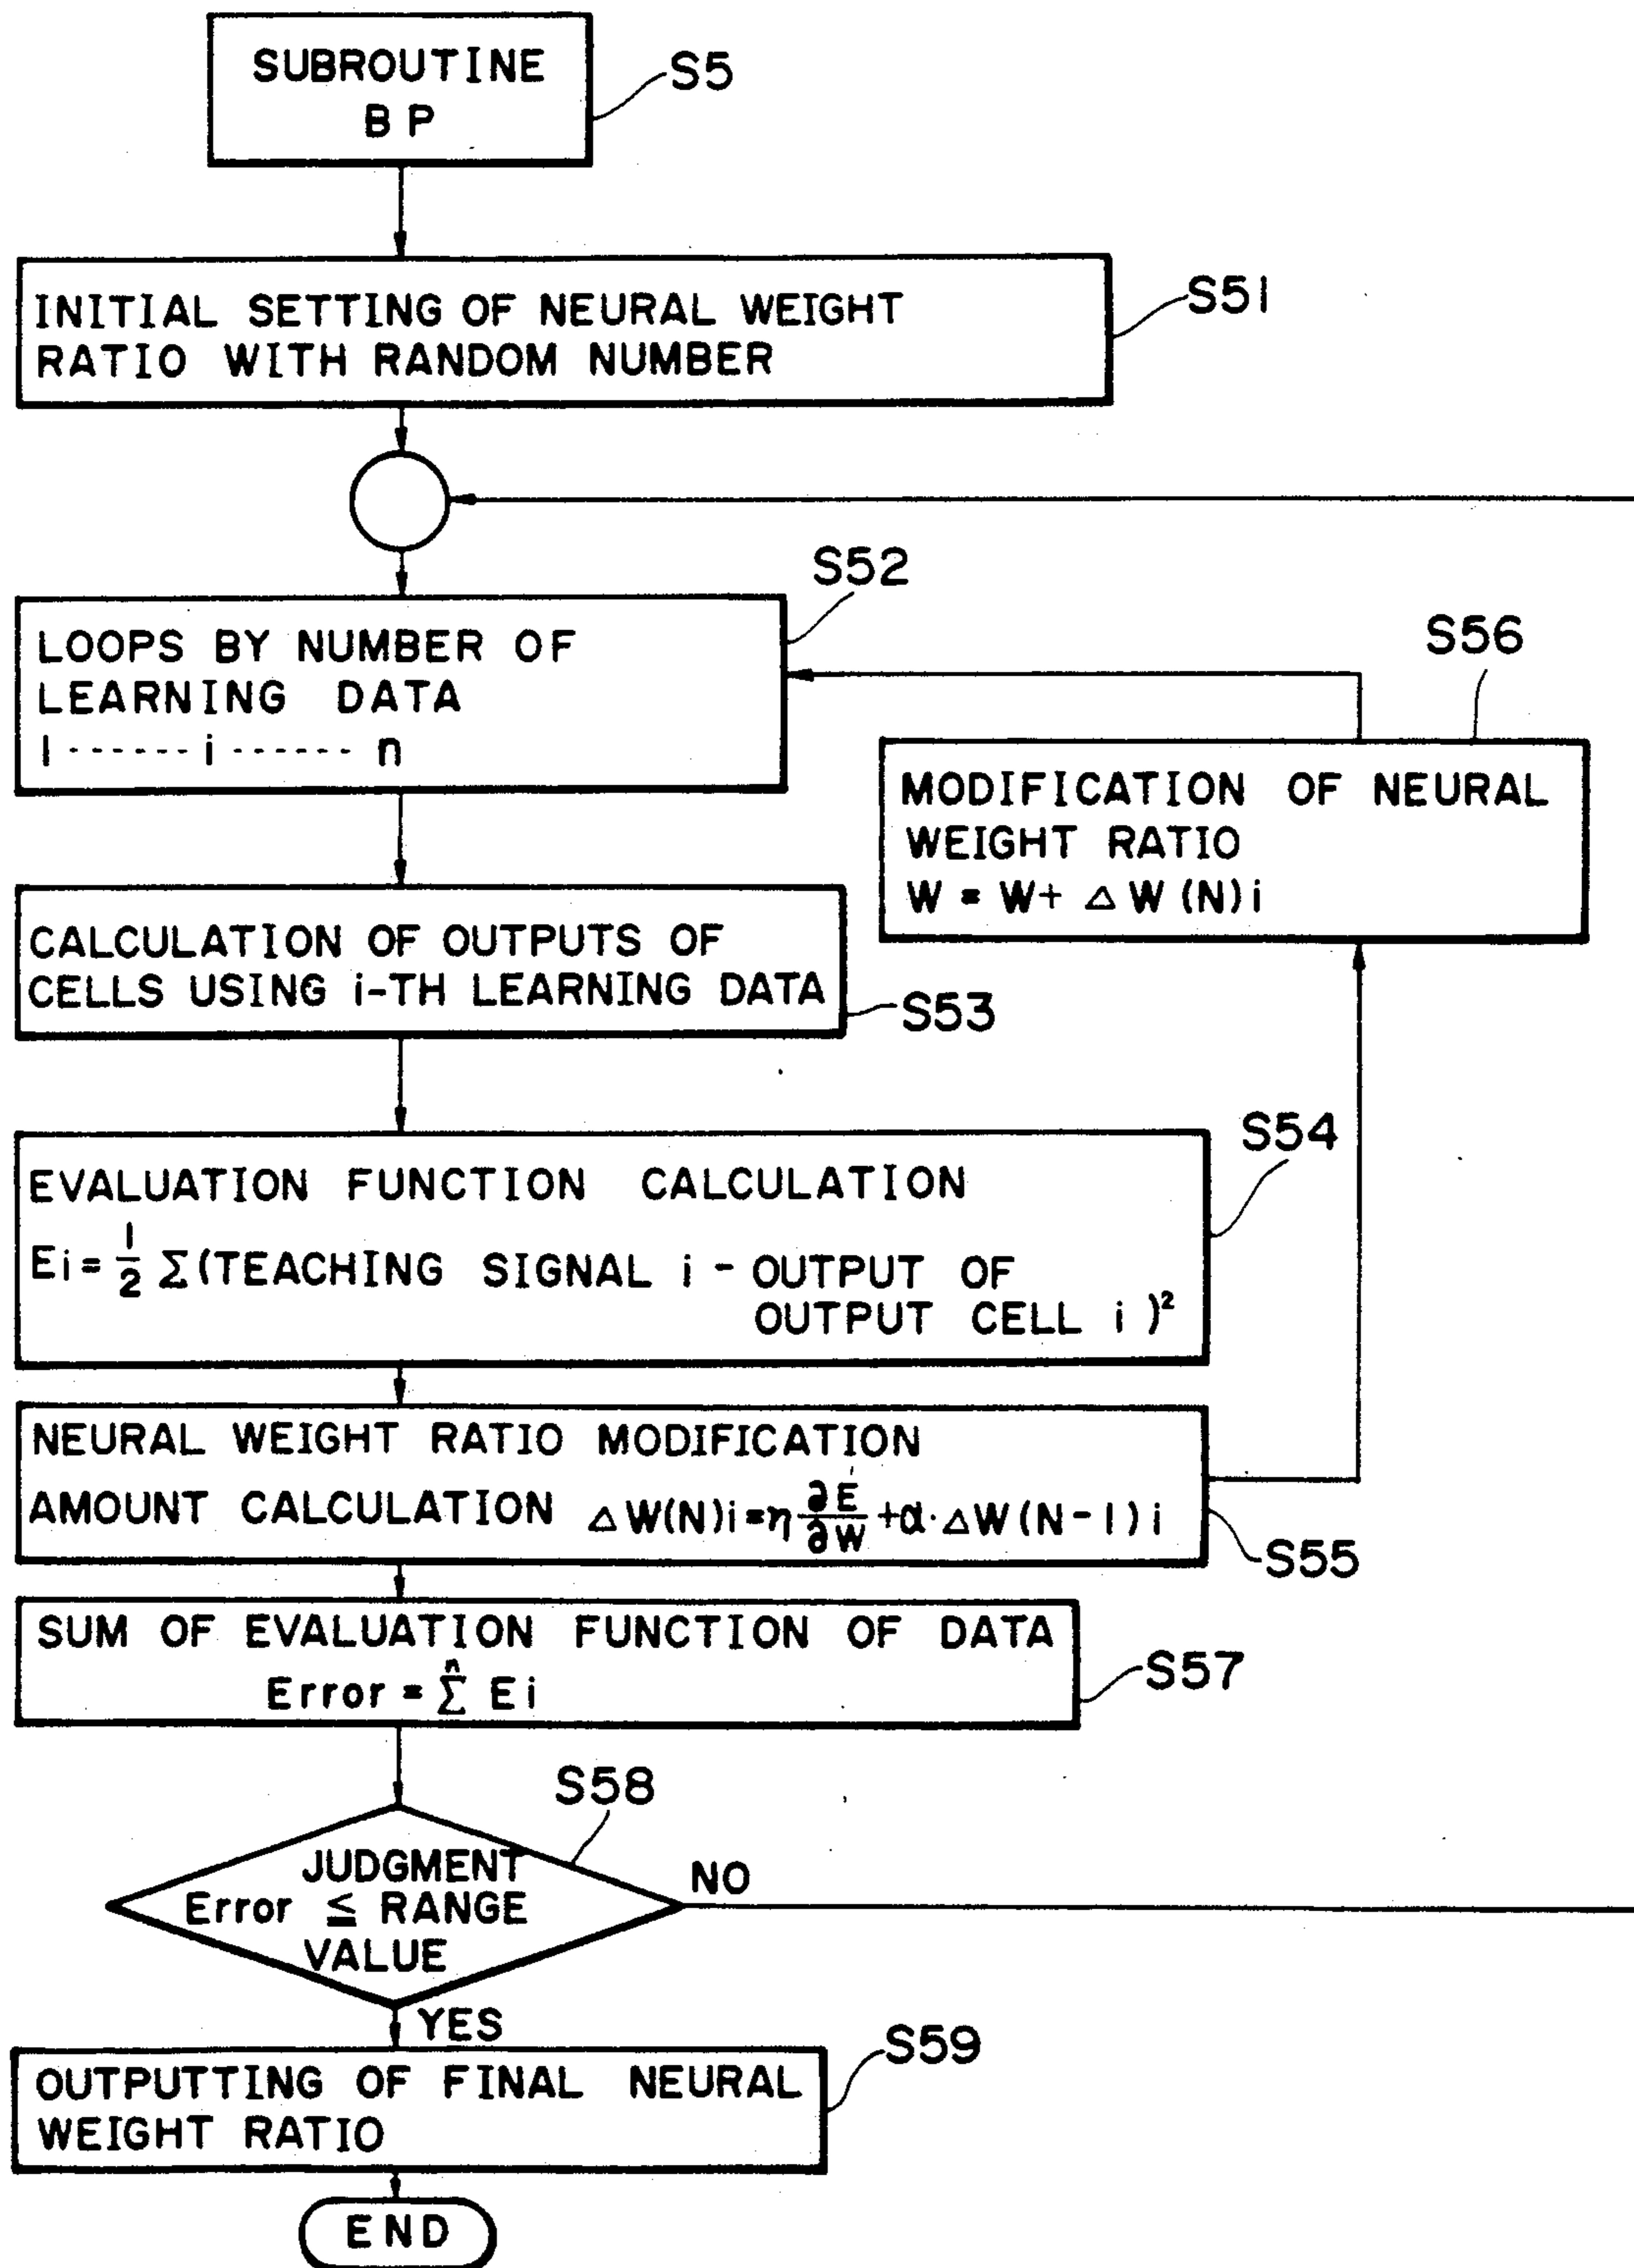 SUBROUTINE
BP
S5
INITIAL SETTING OF NEURAL WEIGHT
RATIO WITH RANDOM NUMBER
S51
S52
LOOPS BY NUMBER OF
LEARNING DATA
1 ------ i ------ n
S56
MODIFICATION OF NEURAL
WEIGHT RATIO
W = W + △W (N) i
CALCULATION OF OUTPUTS OF
CELLS USING i-TH LEARNING DATA
S53
S54
EVALUATION FUNCTION CALCULATION
Ei = 1/2 Σ (TEACHING SIGNAL i - OUTPUT OF
OUTPUT CELL i )²
NEURAL WEIGHT RATIO MODIFICATION
AMOUNT CALCULATION △W(N)i = η ∂E/∂W + α · △W (N-1) i
S55
SUM OF EVALUATION FUNCTION OF DATA
Error = Σ^n Ei
S57
S58
JUDGMENT
Error ≦ RANGE
VALUE
NO
YES
S59
OUTPUTTING OF FINAL NEURAL
WEIGHT RATIO
END